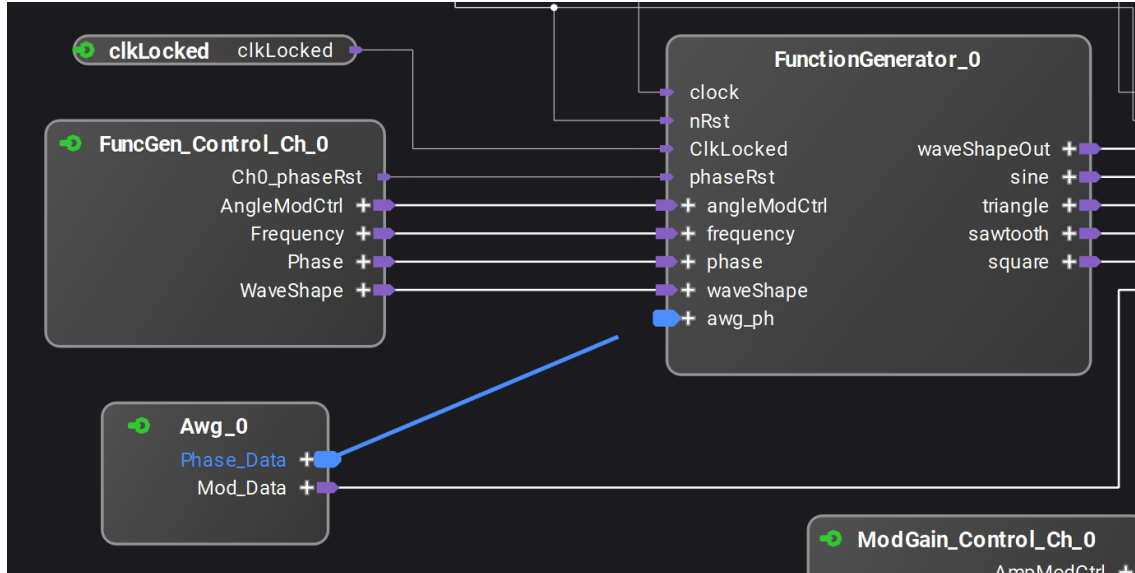 clkLocked clkLocked
FuncGen_Control_Ch_0
Ch0_phaseRst
AngleModCtrl
Frequency
Phase
WaveShape
Awg_0
Phase_Data
Mod_Data
FunctionGenerator_0
clock
nRst
ClkLocked
phaseRst
angleModCtrl
frequency
phase
waveShape
awg_ph
waveShapeOut
sine
triangle
sawtooth
square
ModGain_Control_Ch_0
AmpModCtrl